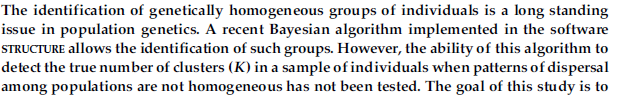 The identification of genetically homogeneous groups of individuals is a long standing
issue in population genetics. A recent Bayesian algorithm implemented in the software
STRUCTURE allows the identification of such groups. However, the ability of this algorithm to
detect the true number of clusters (K) in a sample of individuals when patterns of dispersal
among populations are not homogeneous has not been tested. The goal of this study is to